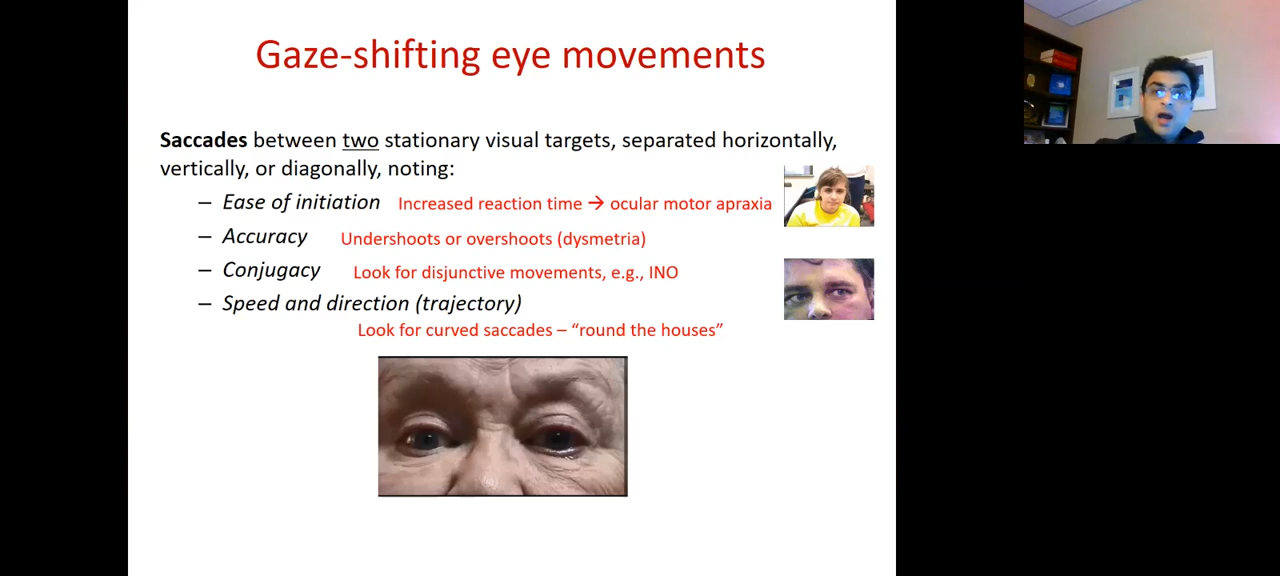 Gaze-shifting eye movements
Saccades between two stationary visual targets, separated horizontally,
vertically, or diagonally, noting:
– Ease of initiation Increased reaction time → ocular motor apraxia
– Accuracy Undershoots or overshoots (dysmetria)
– Conjugacy Look for disjunctive movements, e.g., INO
– Speed and direction (trajectory)
Look for curved saccades – “round the houses”